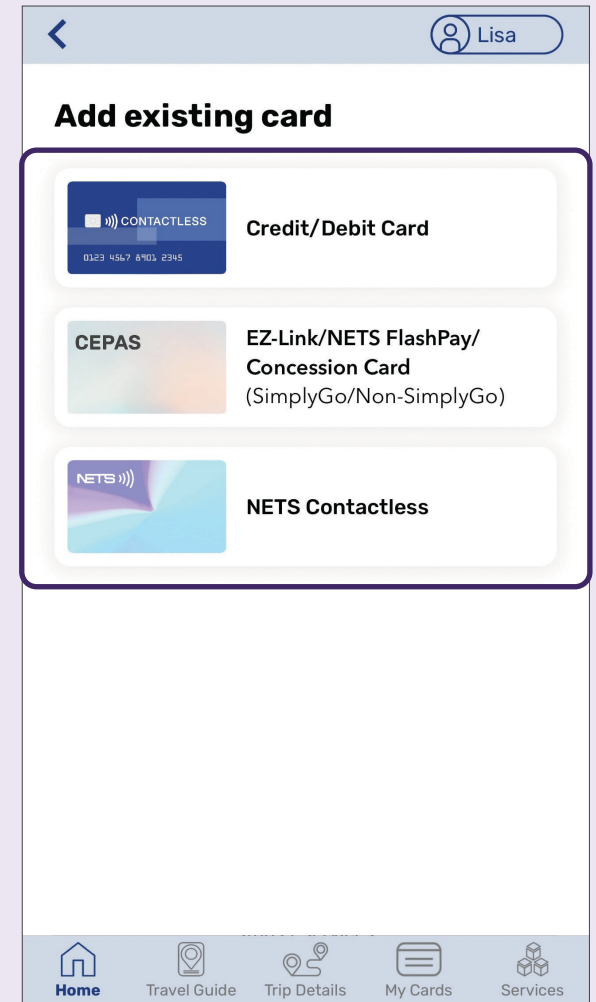 Lisa
Add existing card
CONTACTLESS
0123 4567 8901 2345
Credit/Debit Card
CEPAS
EZ-Link/NETS FlashPay/
Concession Card
(SimplyGo/Non-SimplyGo)
NETS
NETS Contactless
Home Travel Guide Trip Details My Cards Services